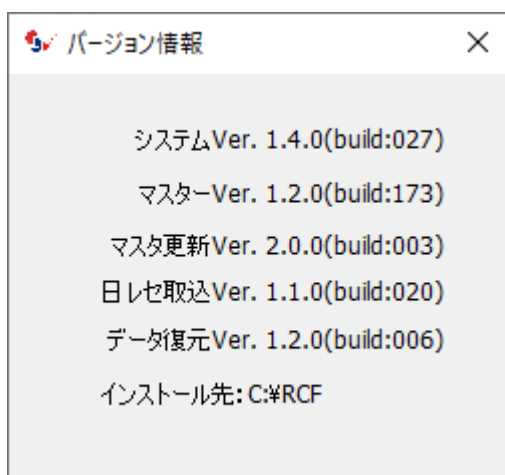 バージョン情報
システムVer. 1.4.0(build:027)
マスターVer. 1.2.0(build:173)
マスタ更新Ver. 2.0.0(build:003)
日レセ取込Ver. 1.1.0(build:020)
データ復元Ver. 1.2.0(build:006)
インストール先: C:¥RCF